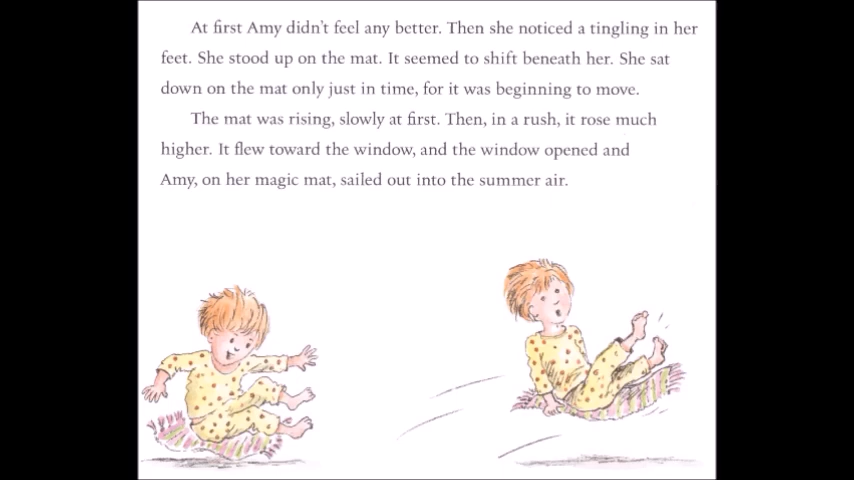 At first Amy didn't feel any better. Then she noticed a tingling in her
feet. She stood up on the mat. It seemed to shift beneath her. She sat
down on the mat only just in time, for it was beginning to move.
The mat was rising, slowly at first. Then, in a rush, it rose much
higher. It flew toward the window, and the window opened and
Amy, on her magic mat, sailed out into the summer air.